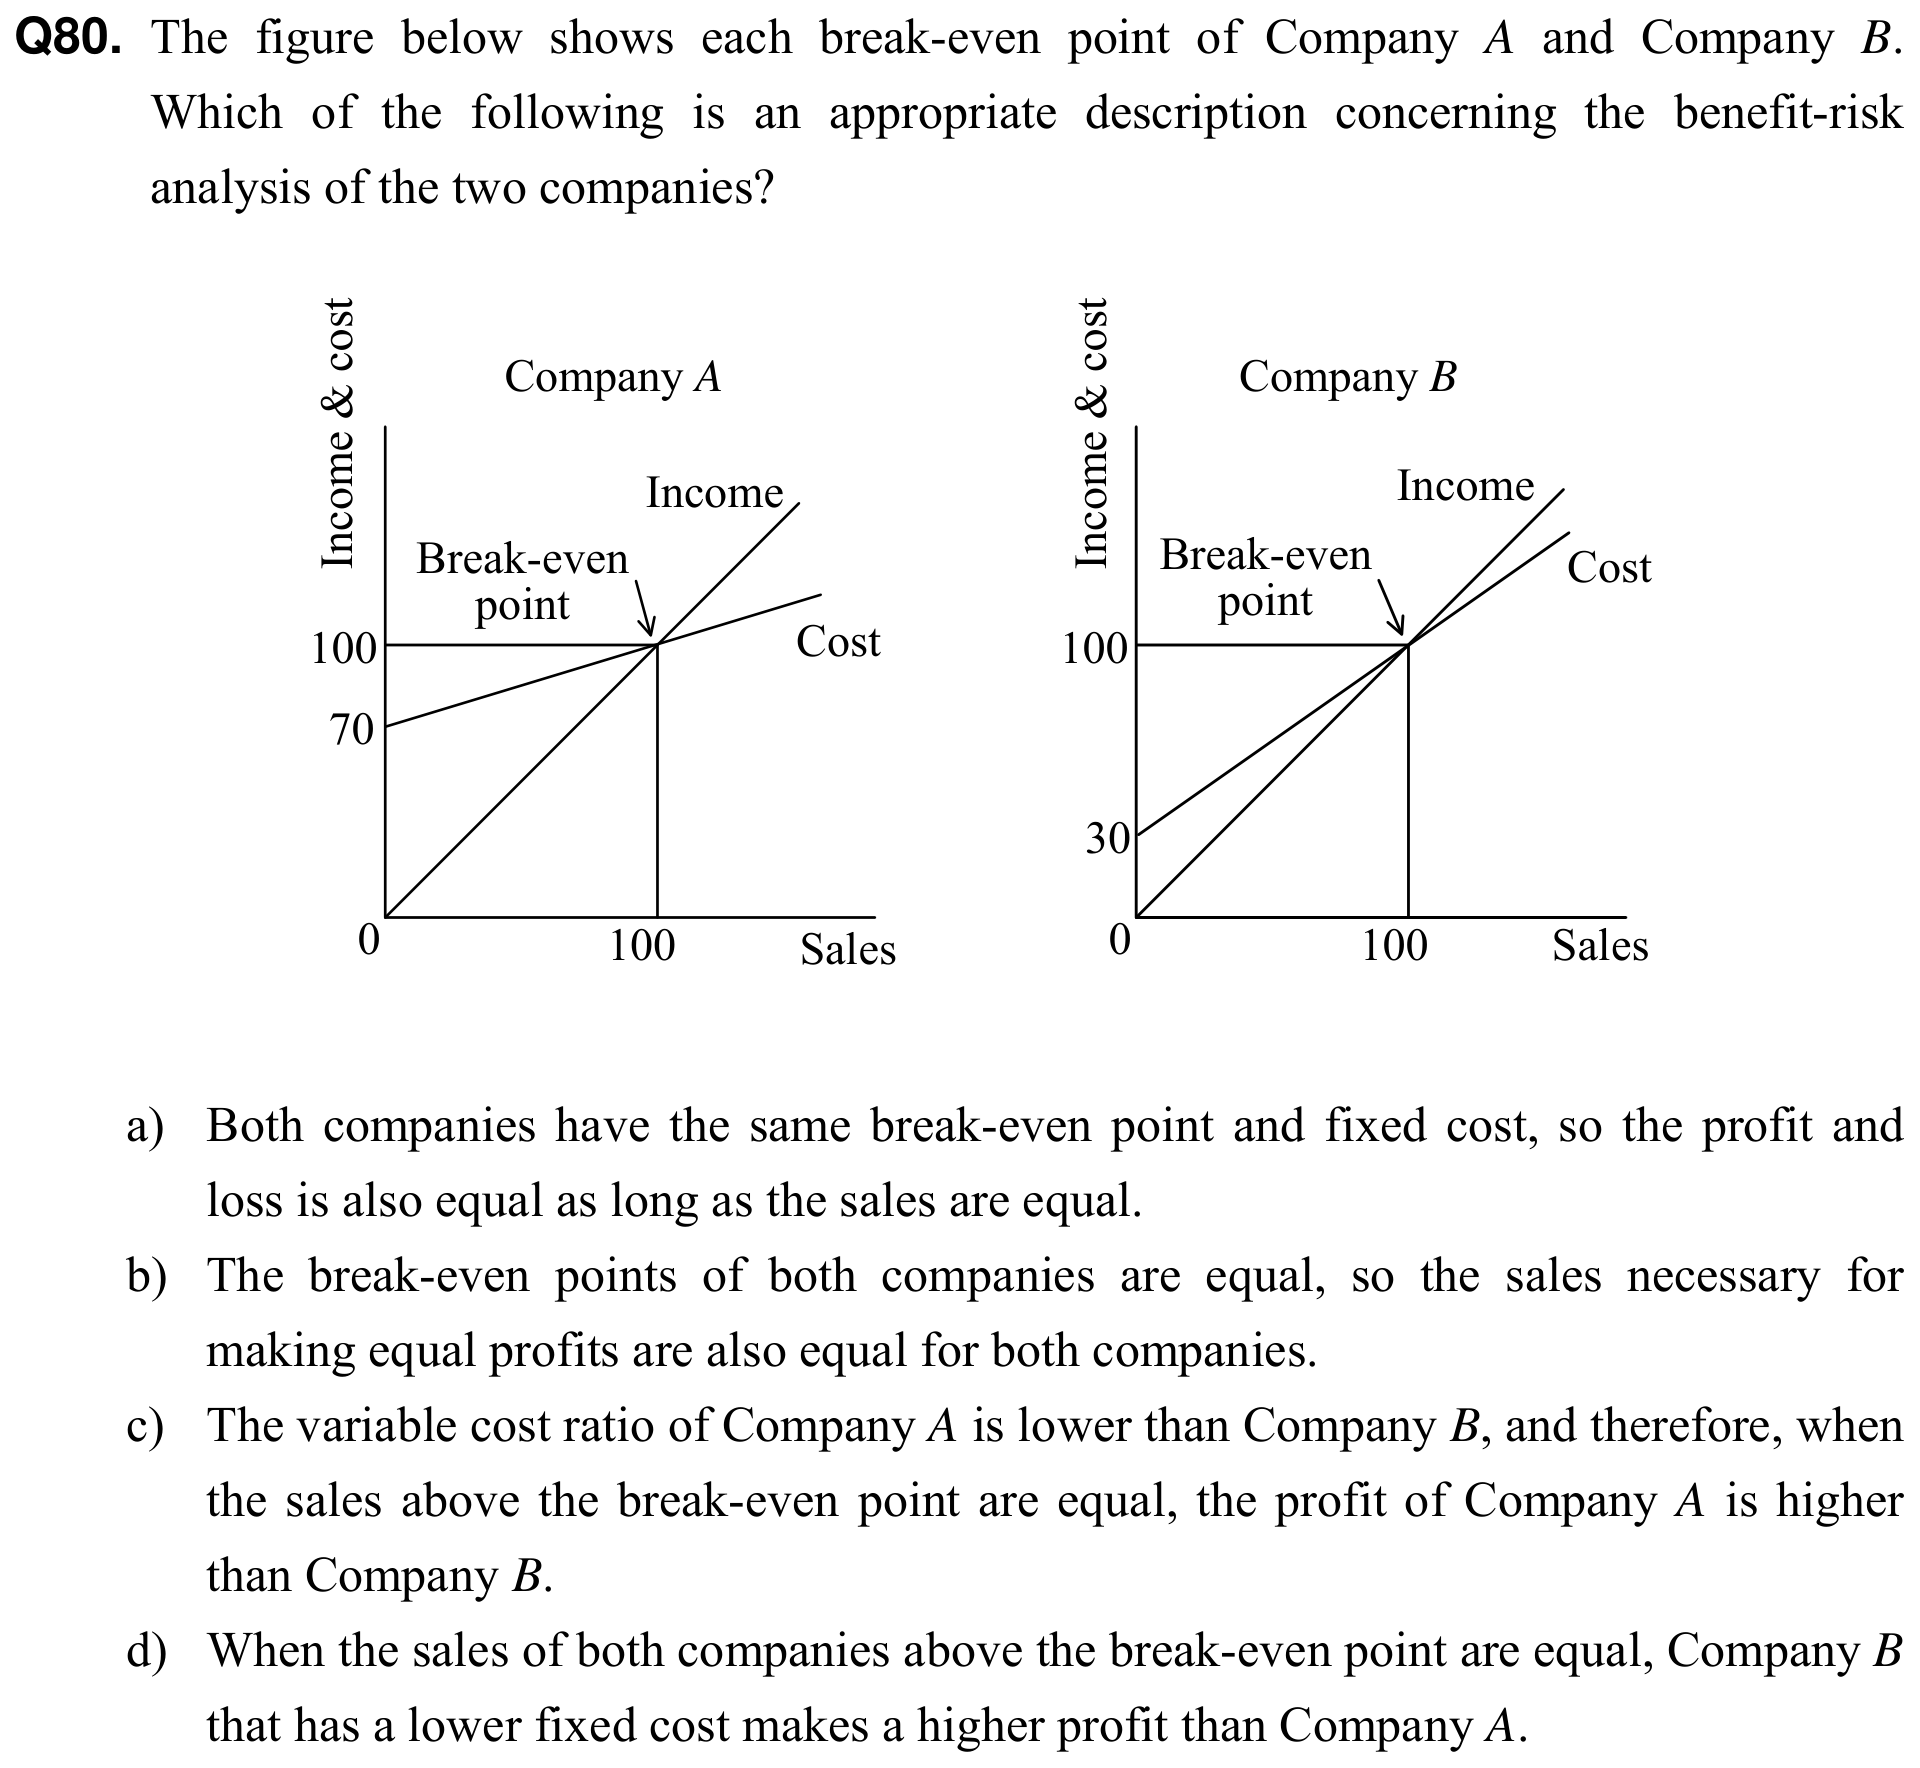 Q80. The figure below shows each break-even point of Company A and Company B.
Which of the following is an appropriate description concerning the benefit-risk
analysis of the two companies?
Income & cost
Company A
Income
Break-even
point
100
Cost
70
0
100
Sales
Income & cost
Company B
Income
Break-even
point
Cost
100
30
0
100
Sales
a) Both companies have the same break-even point and fixed cost, so the profit and
loss is also equal as long as the sales are equal.
b) The break-even points of both companies are equal, so the sales necessary for
making equal profits are also equal for both companies.
c) The variable cost ratio of Company A is lower than Company B, and therefore, when
the sales above the break-even point are equal, the profit of Company A is higher
than Company B.
d) When the sales of both companies above the break-even point are equal, Company B
that has a lower fixed cost makes a higher profit than Company A.